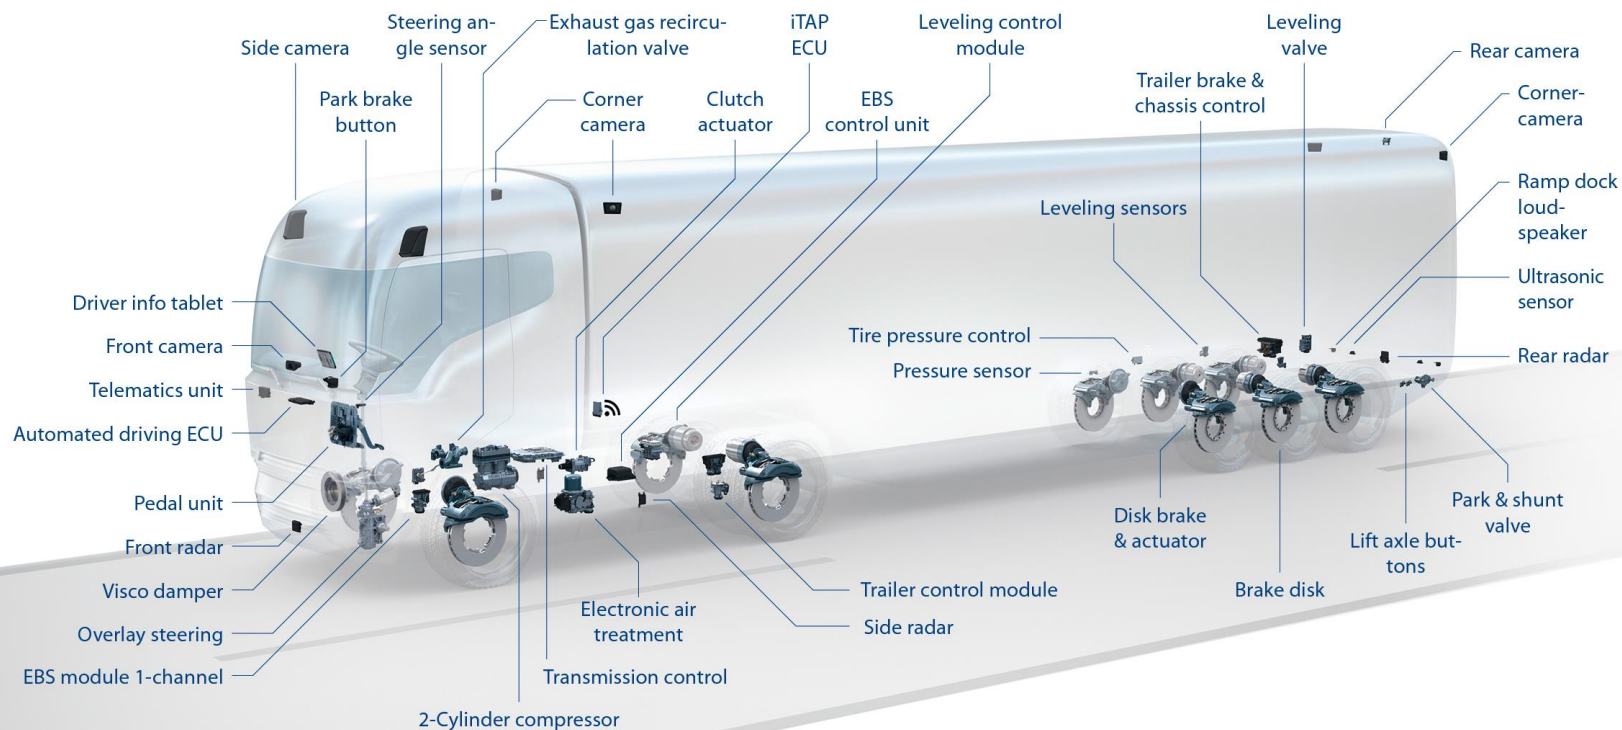 Side camera
Steering an-
gle sensor
Exhaust gas recircu-
lation valve
iTAP
ECU
Leveling control
module
Leveling
valve
Rear camera
Park brake
button
Corner
camera
Clutch
actuator
EBS
control unit
Trailer brake &
chassis control
Corner-
camera
Ramp dock
loud-
speaker
Leveling sensors
Ultrasonic
sensor
Driver info tablet
Front camera
Telematics unit
Automated driving ECU
Tire pressure control
Pressure sensor
Rear radar
Pedal unit
Front radar
Visco damper
Overlay steering
EBS module 1-channel
Electronic air
treatment
Transmission control
2-Cylinder compressor
Trailer control module
Side radar
Disk brake
& actuator
Brake disk
Lift axle but-
tons
Park & shunt
valve